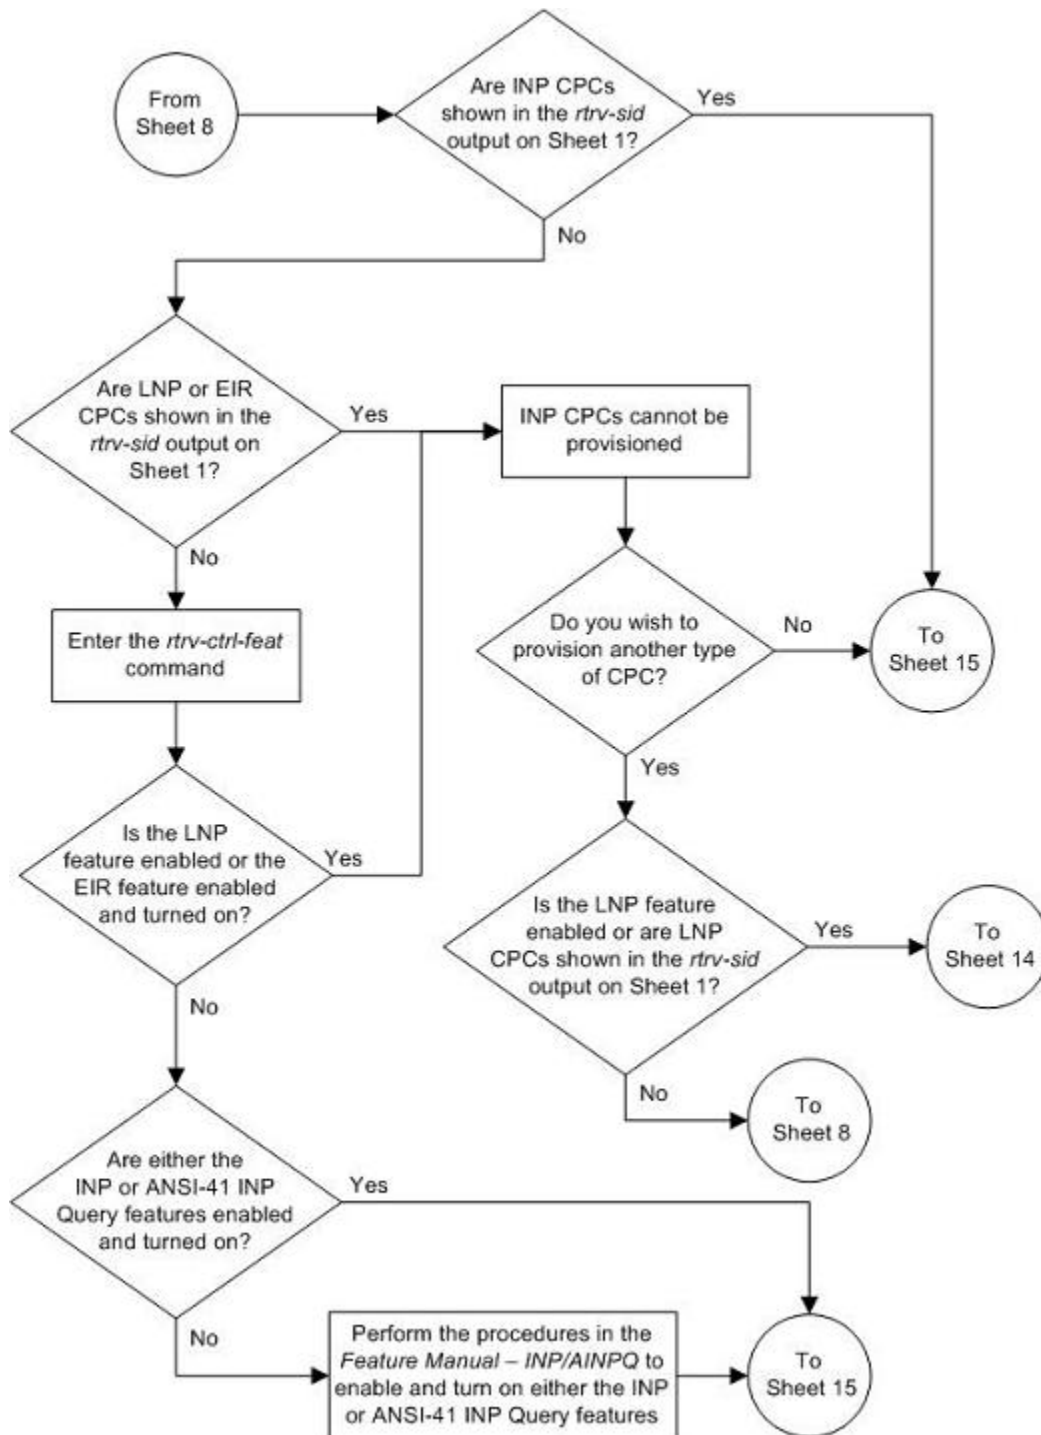 From
Sheet 8
Are INP CPCs
shown in the rtrv-sid
output on Sheet 1?
Yes
No
Are LNP or EIR
CPCs shown in the
rtrv-sid output on
Sheet 1?
Yes
No
INP CPCs cannot be
provisioned
Enter the rtrv-ctrl-feat
command
Do you wish to
provision another type
of CPC?
No
Yes
To
Sheet 15
Is the LNP
feature enabled or the
EIR feature enabled
and turned on?
Yes
No
Is the LNP feature
enabled or are LNP
CPCs shown in the rtrv-sid
output on Sheet 1?
Yes
No
To
Sheet 14
To
Sheet 8
Are either the
INP or ANSI-41 INP
Query features enabled
and turned on?
Yes
No
Perform the procedures in the
Feature Manual – INP/AINPQ to
enable and turn on either the INP
or ANSI-41 INP Query features
To
Sheet 15